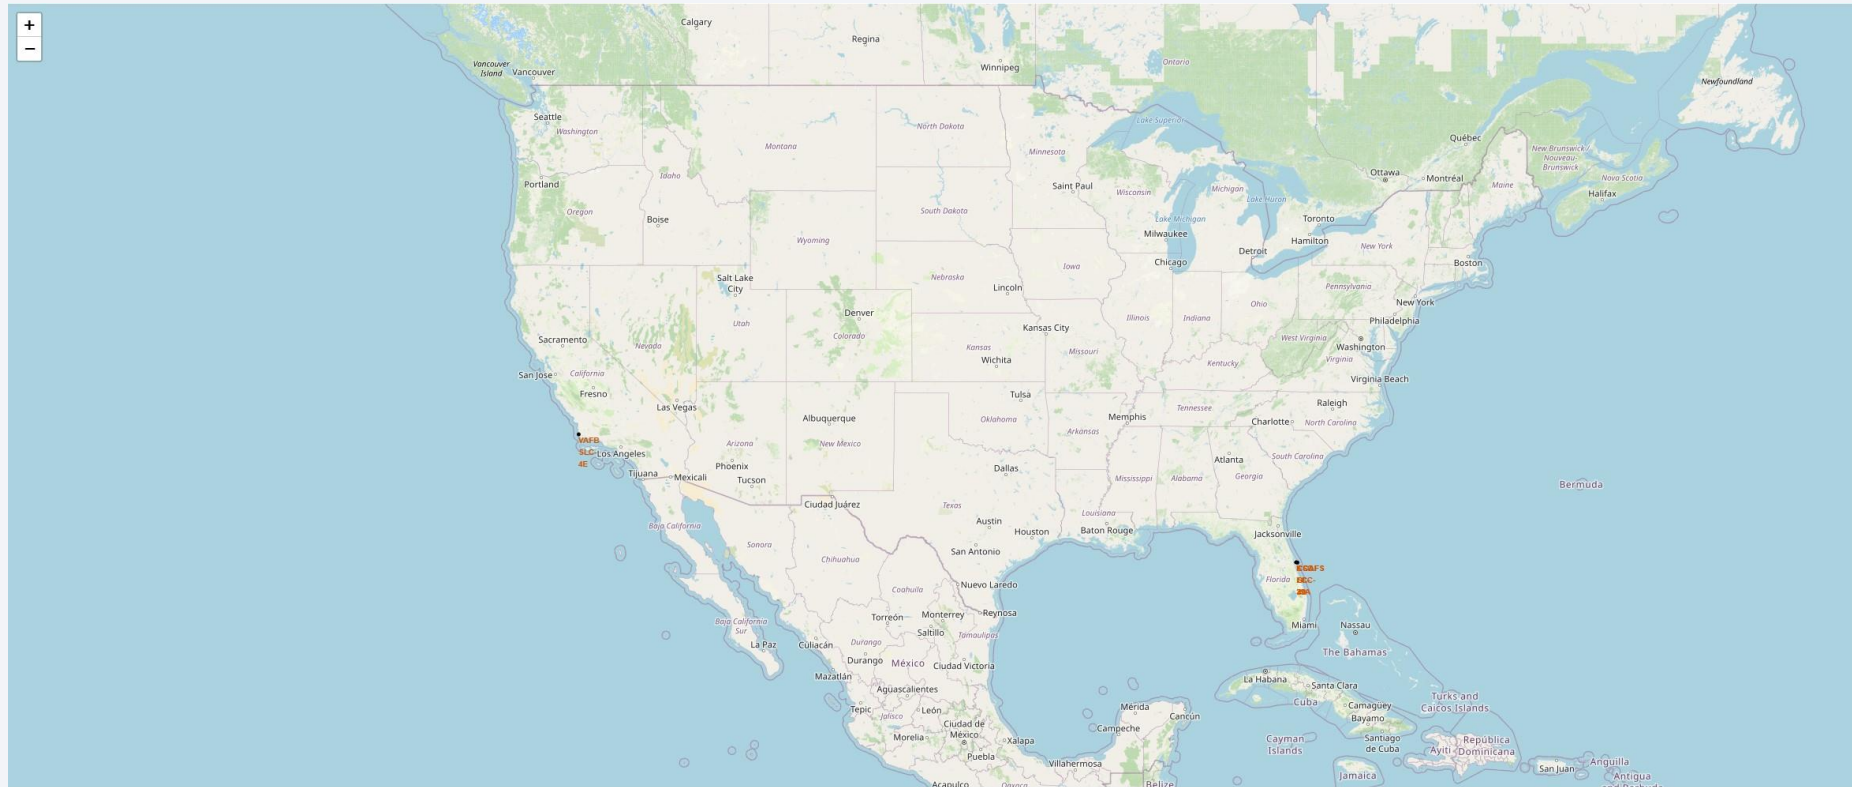 +
−
Calgary
Regina
Winnipeg
Ontario
Newfoundland
Vancouver
Island
Vancouver
Seattle
Washington
Montana
North Dakota
Minnesota
Lake Superior
Québec
New Brunswick /
Nouveau-
Brunswick
Nova Scotia
Halifax
Portland
Oregon
Idaho
Boise
Saint Paul
Wisconsin
Michigan
Lake Huron
Lake Michigan
Ottawa
Montréal
Maine
Toronto
Hamilton
New York
South Dakota
Wyoming
Milwaukee
Detroit
Chicago
Boston
Salt Lake
City
Nebraska
Iowa
Lincoln
Pennsylvania
New York
Philadelphia
Utah
Denver
Colorado
Illinois
Indiana
Ohio
Kansas City
West Virginia
Washington
Virginia
Sacramento
Nevada
Kansas
Wichita
Missouri
Kentucky
San Jose
California
Fresno
Virginia Beach
Las Vegas
Albuquerque
Tulsa
Memphis
Tennessee
Raleigh
Charlotte
North Carolina
Oklahoma
Arkansas
Arizona
New Mexico
VAFB
SLC-
4E
Los Angeles
Phoenix
Atlanta
South Carolina
Tijuana
Mexicali
Tucson
Dallas
Mississippi
Alabama
Georgia
Bermuda
Ciudad Juárez
Texas
Louisiana
Baja California
Austin
Houston
Baton Rouge
Jacksonville
Sonora
Chihuahua
San Antonio
Florida
Coahuila
Nuevo Laredo
Torreón
Monterrey
Reynosa
Saltillo
Tamaulipas
Miami
Nassau
Baja California
Sur
La Paz
Culiacán
Durango
Durango
México
Ciudad Victoria
The Bahamas
Mazatlán
Aguascalientes
La Habana
Santa Clara
Cuba
Camaguey
Bayamo
Turks and
Caicos Islands
Tepic
Jalisco
León
Mérida
Cancún
Campeche
Morelia
Ciudad de
México
Xalapa
Puebla
Cayman
Islands
Santiago
de Cuba
Ayiti
República
Dominicana
Villahermosa
Jamaica
San Juan
Anguilla
Antigua
Acapulco
Oaxaca
Belize